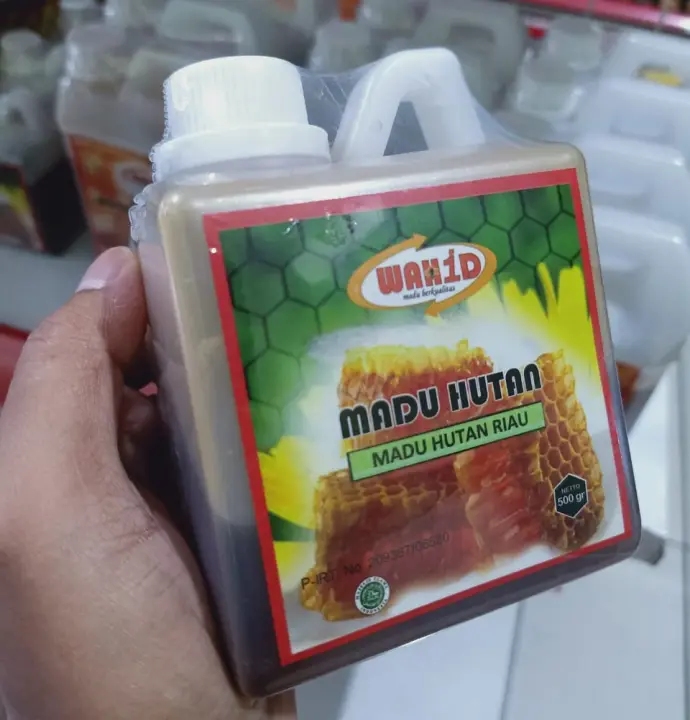 WAHiD
madu berkualitas
MADU HUTAN
MADU HUTAN RIAU
NETTO
500 gr
P-IRT No